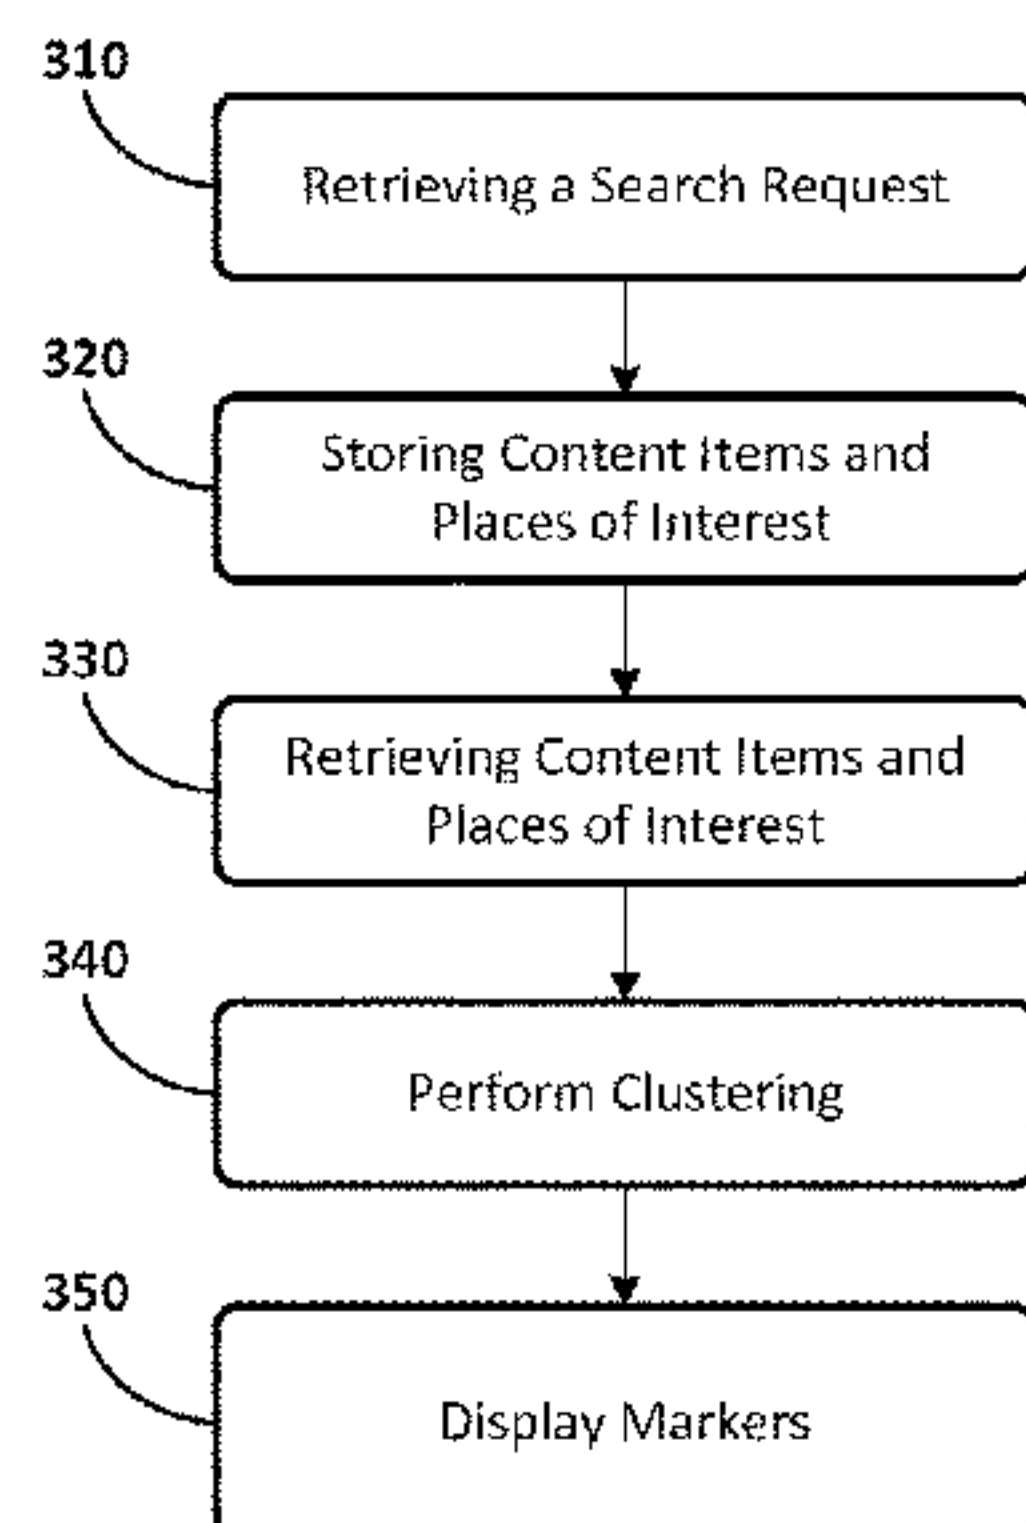 310
Retrieving a Search Request
320
Storing Content Items and
Places of Interest
330
Retrieving Content Items and
Places of Interest
340
Perform Clustering
350
Display Markers